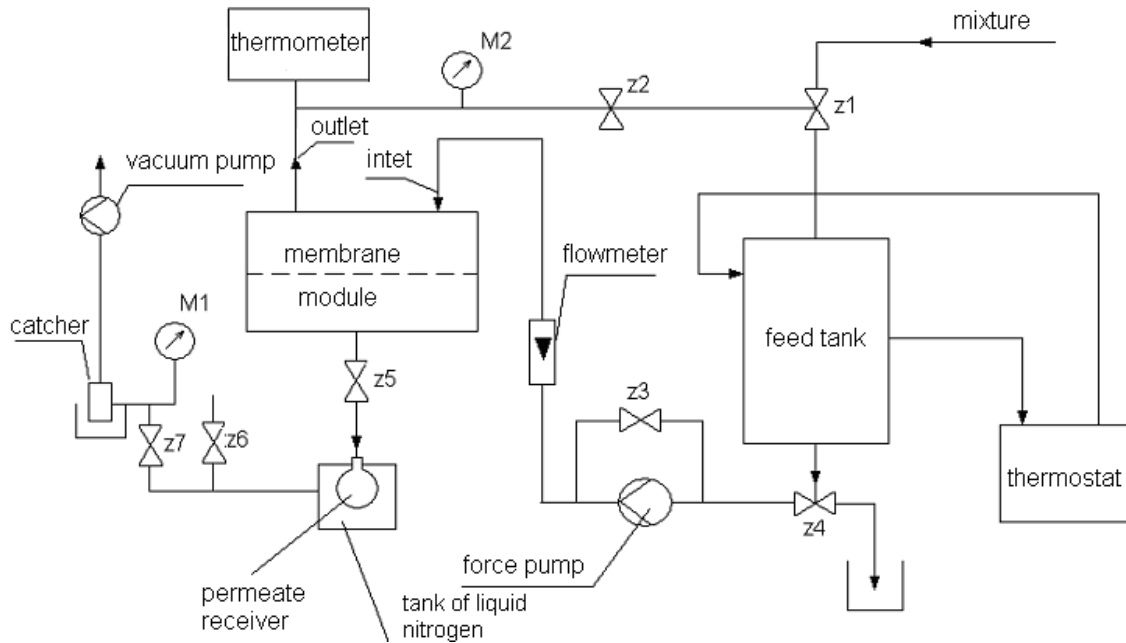 mixture
thermometer
M2
z2
z1
outlet
vacuum pump
intet
membrane
module
flowmeter
M1
catcher
feed tank
z5
z3
z7
z6
thermostat
z4
force pump
permeate
receiver
tank of liquid
nitrogen